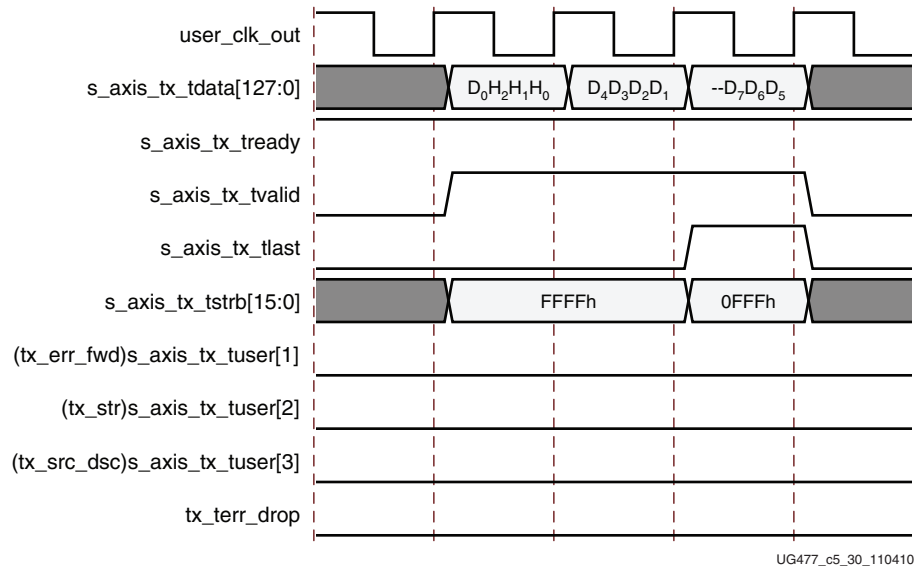 user_clk_out
s_axis_tx_tdata[127:0] D₀H₂H₁H₀ D₄D₃D₂D₁ --D₇D₆D₅
s_axis_tx_tready
s_axis_tx_tvalid
s_axis_tx_tlast
s_axis_tx_tstrb[15:0] FFFFh 0FFFh
(tx_err_fwd)s_axis_tx_tuser[1]
(tx_str)s_axis_tx_tuser[2]
(tx_src_dsc)s_axis_tx_tuser[3]
tx_terr_drop
UG477_c5_30_110410